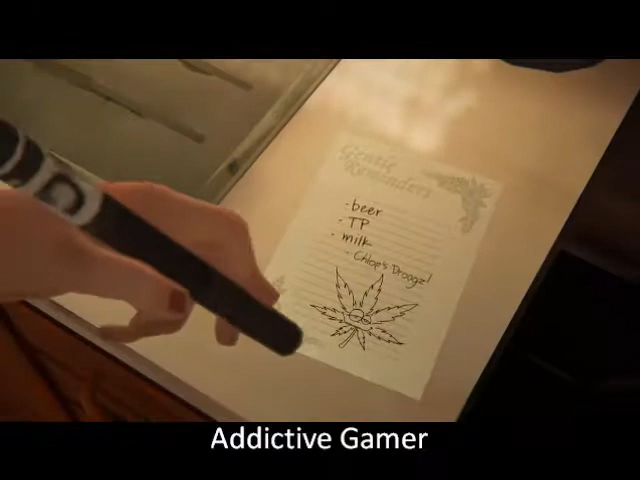 Gentle
Reminders
- beer
- TP
- milk
- Chloe's Droogz!
Addictive Gamer